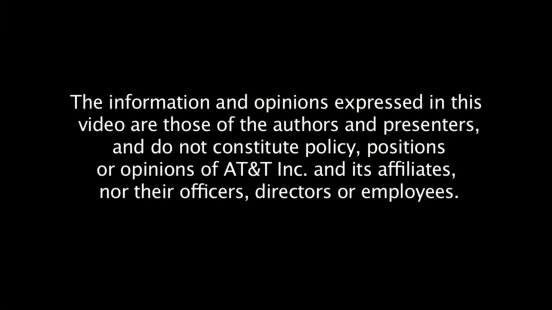 The information and opinions expressed in this
video are those of the authors and presenters,
and do not constitute policy, positions
or opinions of AT&T Inc. and its affiliates,
nor their officers, directors or employees.